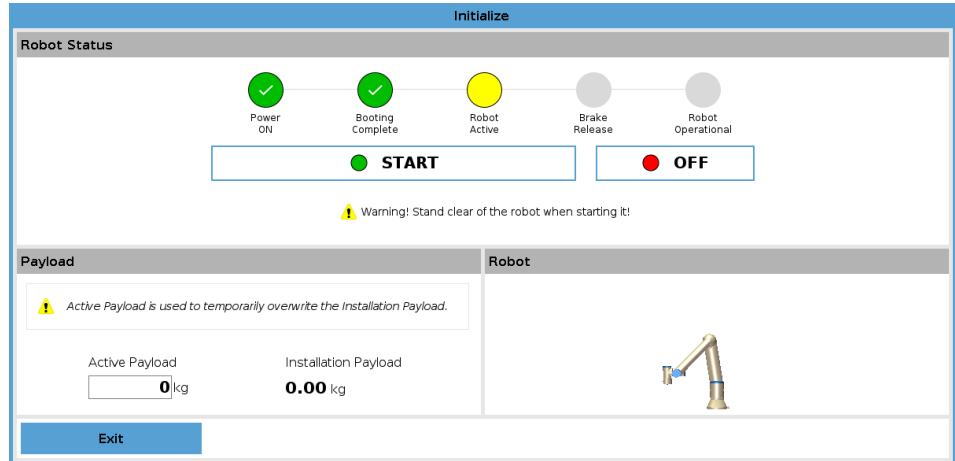 Initialize
Robot Status
Power
ON
Booting
Complete
Robot
Active
Brake
Release
Robot
Operational
START
OFF
Warning! Stand clear of the robot when starting it!
Payload
Robot
Active Payload is used to temporarily overwrite the Installation Payload.
Active Payload
Installation Payload
0 kg
0.00 kg
Exit